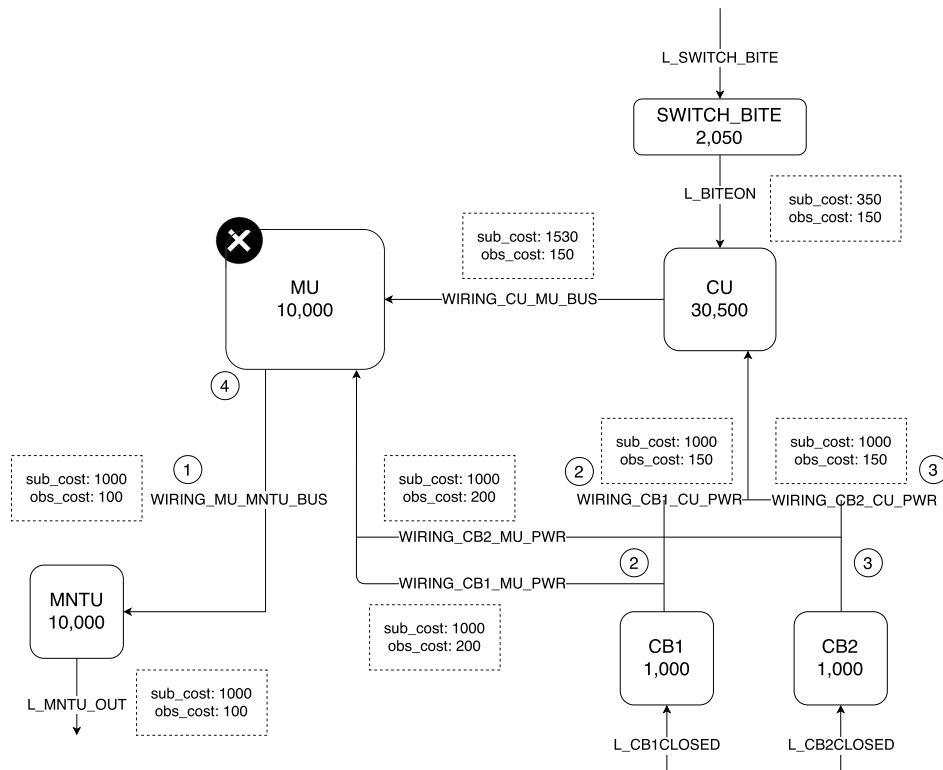 L_SWITCH_BITE
SWITCH_BITE
2,050
L_BITEON
sub_cost: 350
obs_cost: 150
sub_cost: 1530
obs_cost: 150
MU
10,000
WIRING_CU_MU_BUS
CU
30,500
4
sub_cost: 1000
obs_cost: 100
1
WIRING_MU_MNTU_BUS
sub_cost: 1000
obs_cost: 200
2
sub_cost: 1000
obs_cost: 150
sub_cost: 1000
obs_cost: 150
3
WIRING_CB1_CU_PWR
WIRING_CB2_CU_PWR
WIRING_CB2_MU_PWR
WIRING_CB1_MU_PWR
2
3
MNTU
10,000
sub_cost: 1000
obs_cost: 200
CB1
1,000
CB2
1,000
L_MNTU_OUT
sub_cost: 1000
obs_cost: 100
L_CB1CLOSED
L_CB2CLOSED